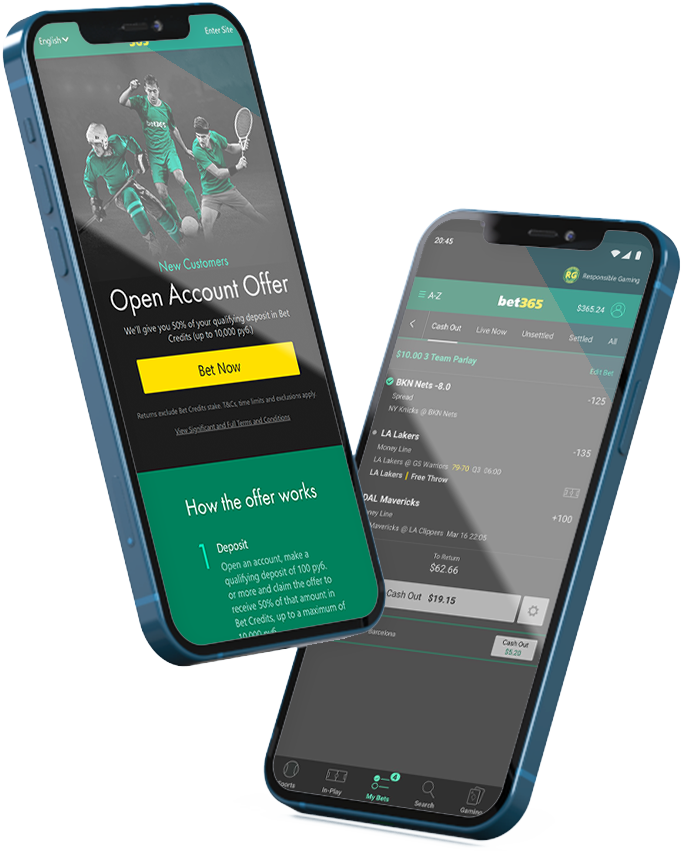 English
365
Enter Site
bet365
New Customers
Open Account Offer
We'll give you 50% of your qualifying deposit in Bet
Credits (up to 10,000 руб.)
Bet Now
Returns exclude Bet Credits stake. T&Cs, time limits and exclusions apply.
View Significant and Full Terms and Conditions
How the offer works
1 Deposit
Open an account, make a
qualifying deposit of 100 руб.
or more and claim the offer to
receive 50% of that amount in
Bet Credits, up to a maximum of
10,000 руб.
20:45
RG Responsible Gaming
A-Z
bet365
$365.24
Cash Out Live Now Unsettled Settled All
$10.00 3 Team Parlay
Edit Bet
BKN Nets -8.0
-125
Spread
NY Knicks @ BKN Nets
LA Lakers
-135
Money Line
LA Lakers @ GS Warriors 79-70 Q3 06:00
LA Lakers | Free Throw
DAL Mavericks
+100
ney Line
Mavericks @ LA Clippers Mar 16 22:05
To Return
$62.66
Cash Out $19.15
Barcelona
Cash Out
$5.20
Sports
In-Play
4
My Bets
Search
Gaming